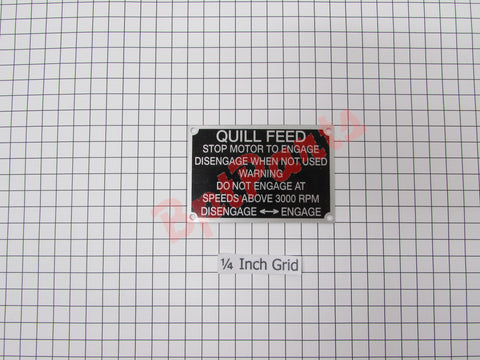 QUILL FEED
STOP MOTOR TO ENGAGE
DISENGAGE WHEN NOT USED
WARNING
DO NOT ENGAGE AT
SPEEDS ABOVE 3000 RPM
DISENGAGE ↔ ENGAGE
¼ Inch Grid